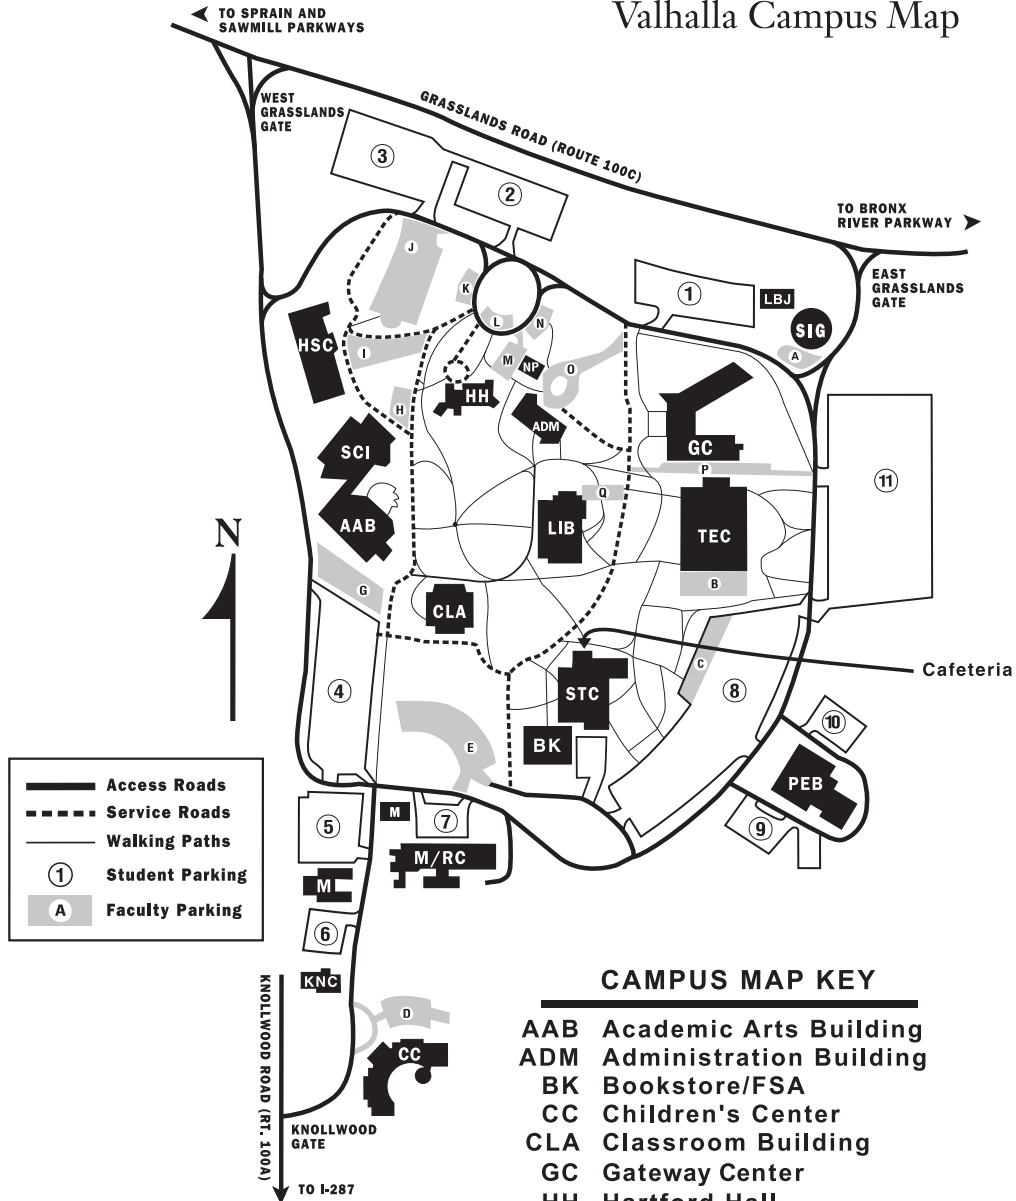 Valhalla Campus Map
TO SPRAIN AND
SAWMILL PARKWAYS
WEST
GRASSLANDS
GATE
GRASSLANDS ROAD (ROUTE 100C)
3
2
TO BRONX
RIVER PARKWAY
EAST
GRASSLANDS
GATE
J
K
L
N
1
LBJ
SIG
A
HSC
I
M
NP
O
H
HH
ADM
SCI
GC
P
11
Q
AAB
LIB
TEC
N
G
B
CLA
C
Cafeteria
4
STC
8
10
E
BK
PEB
Access Roads
Service Roads
Walking Paths
1 Student Parking
A Faculty Parking
5
M
7
9
M/RC
M
6
KNC
D
CC
KNOLLWOOD ROAD (RT. 100A)
KNOLLWOOD
GATE
TO I-287
CAMPUS MAP KEY
AAB Academic Arts Building
ADM Administration Building
BK Bookstore/FSA
CC Children's Center
CLA Classroom Building
GC Gateway Center
HH Hartford Hall